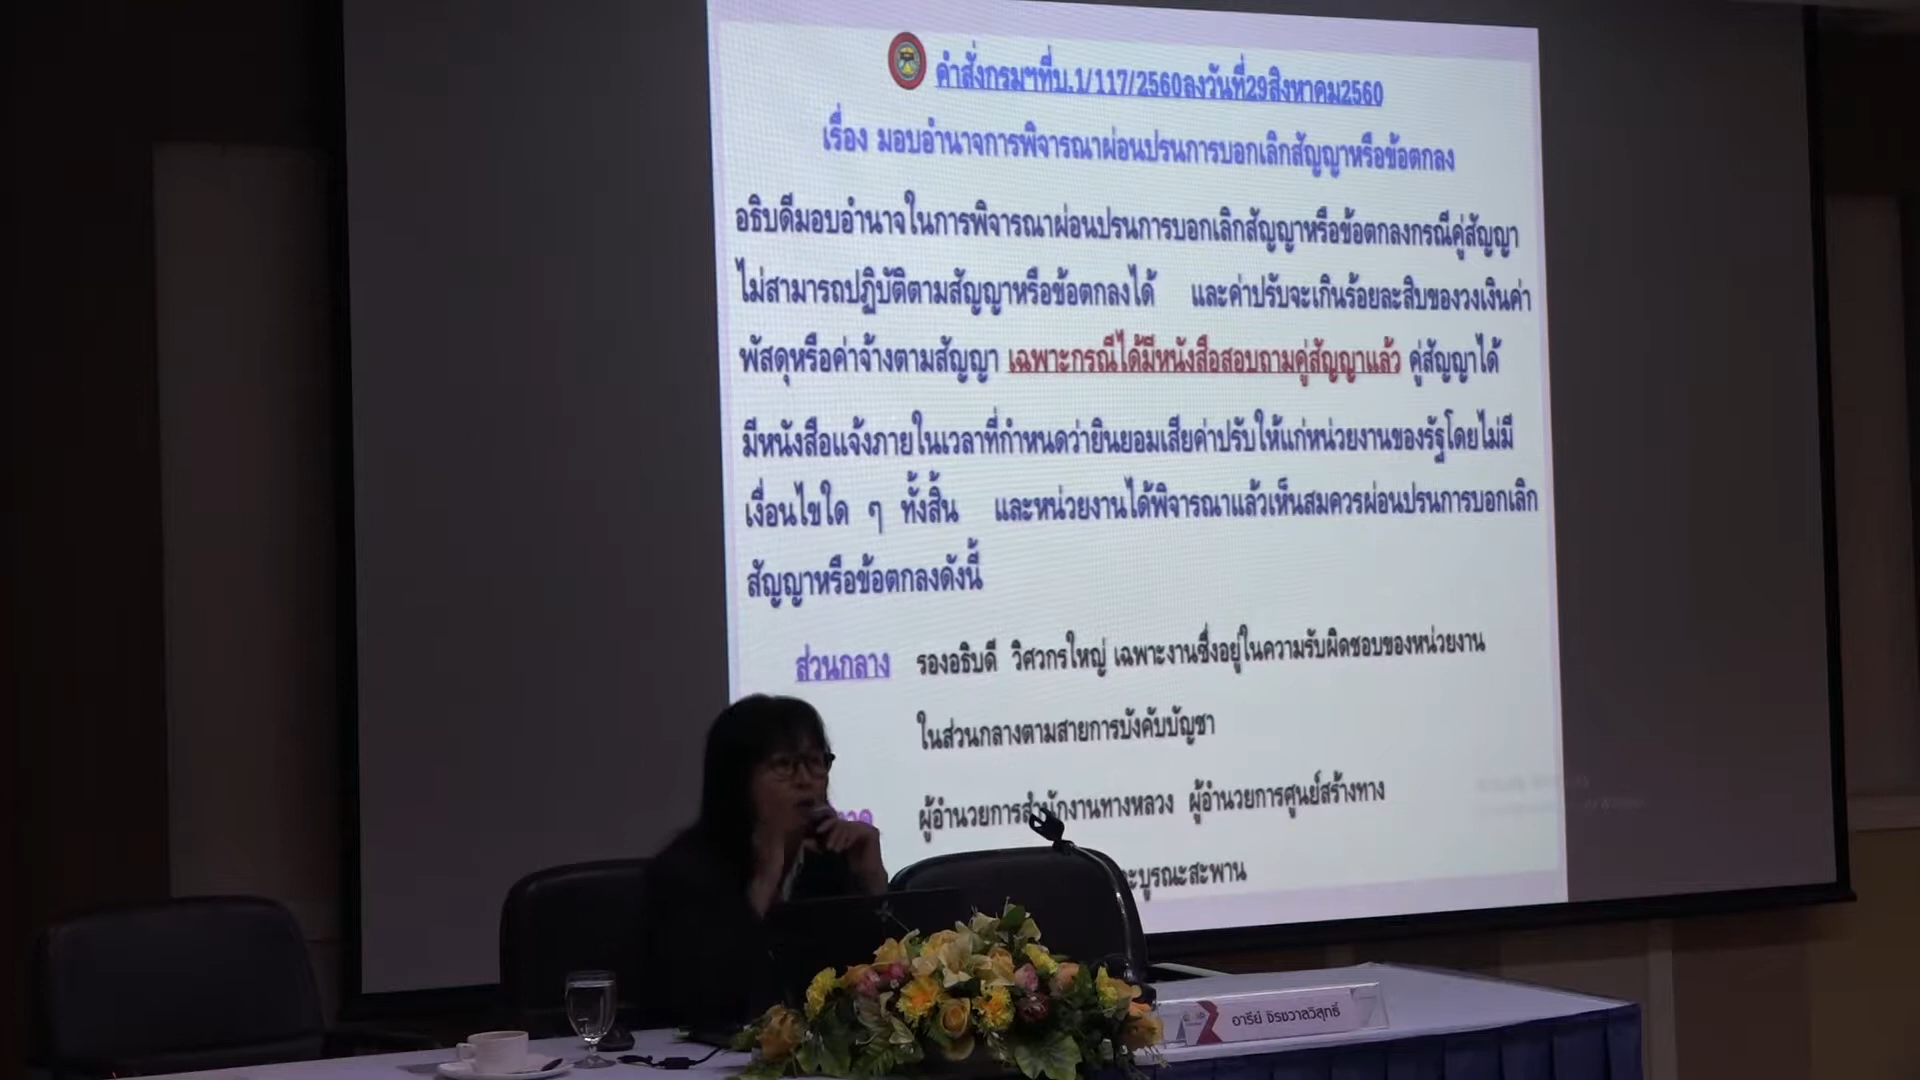 คำสั่งกรมฯที่บ.1/117/2560ลงวันที่29สิงหาคม2560
เรื่อง มอบอำนาจการพิจารณาผ่อนปรนการบอกเลิกสัญญาหรือข้อตกลง
อธิบดีมอบอำนาจในการพิจารณาผ่อนปรนการบอกเลิกสัญญาหรือข้อตกลงกรณีคู่สัญญา
ไม่สามารถปฏิบัติตามสัญญาหรือข้อตกลงได้ และค่าปรับจะเกินร้อยละสิบของวงเงินค่า
พัสดุหรือค่าจ้างตามสัญญา เฉพาะกรณีได้มีหนังสือสอบถามคู่สัญญาแล้ว คู่สัญญาได้
มีหนังสือแจ้งภายในเวลาที่กำหนดว่ายินยอมเสียค่าปรับให้แก่หน่วยงานของรัฐโดยไม่มี
เงื่อนไขใด ๆ ทั้งสิ้น และหน่วยงานได้พิจารณาแล้วเห็นสมควรผ่อนปรนการบอกเลิก
สัญญาหรือข้อตกลงดังนี้
ส่วนกลาง รองอธิบดี วิศวกรใหญ่ เฉพาะงานซึ่งอยู่ในความรับผิดชอบของหน่วยงาน
ในส่วนกลางตามสายการบังคับบัญชา
ผู้อำนวยการสำนักงานทางหลวง ผู้อำนวยการศูนย์สร้างทาง
ะบูรณะสะพาน
อารีย์ จิรชวาลวิสุทธิ์